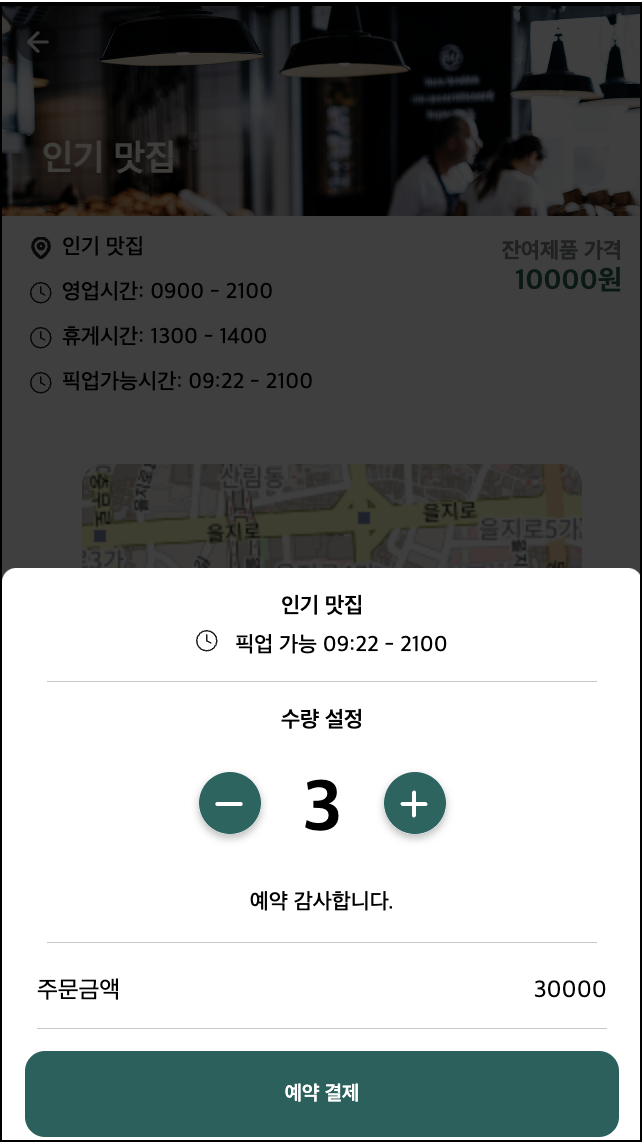 인기 맛집
인기 맛집
잔여제품 가격
10000원
영업시간: 0900 - 2100
휴게시간: 1300 - 1400
픽업가능시간: 09:22 - 2100
산림동
을지로
을지로
을지로5가
인기 맛집
픽업 가능 09:22 - 2100
수량 설정
3
예약 감사합니다.
주문금액 30000
예약 결제